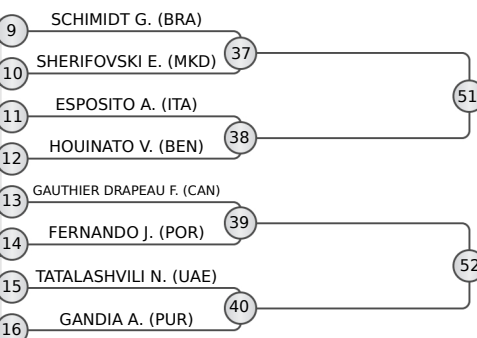 9 SCHIMIDT G. (BRA)
37
10 SHERIFOVSKI E. (MKD)
51
11 ESPOSITO A. (ITA)
38
12 HOUINATO V. (BEN)
13 GAUTHIER DRAPEAU F. (CAN)
39
14 FERNANDO J. (POR)
52
15 TATALASHVILI N. (UAE)
40
16 GANDIA A. (PUR)